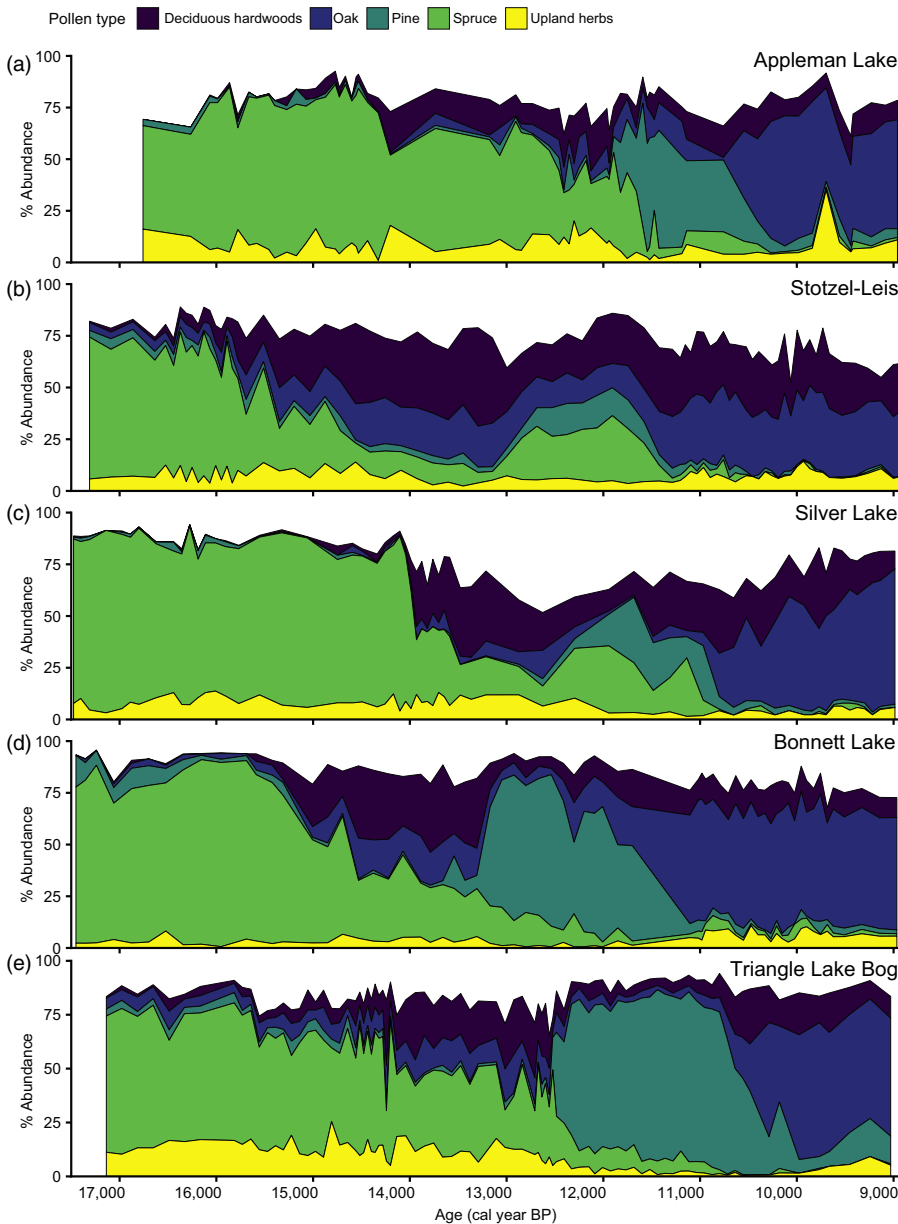 Pollen type Deciduous hardwoods Oak Pine Spruce Upland herbs
(a) Appleman Lake
100
75
50
25
0
% Abundance
(b) Stotzel-Leis
100
75
50
25
0
% Abundance
(c) Silver Lake
100
75
50
25
0
% Abundance
(d) Bonnett Lake
100
75
50
25
0
% Abundance
(e) Triangle Lake Bog
100
75
50
25
0
% Abundance
17,000 16,000 15,000 14,000 13,000 12,000 11,000 10,000 9,000
Age (cal year BP)